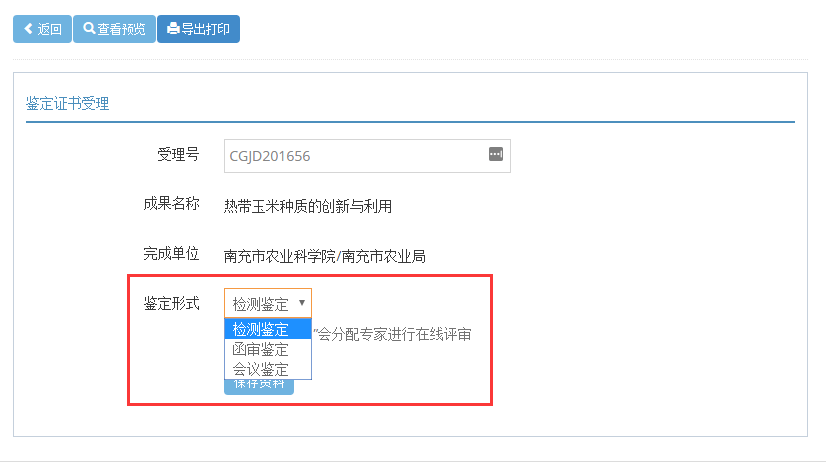 返回 查看预览 导出打印
鉴定证书受理
受理号 CGJD201656
成果名称 热带玉米种质的创新与利用
完成单位 南充市农业科学院/南充市农业局
鉴定形式 检测鉴定
检测鉴定
"会分配专家进行在线评审
函审鉴定
会议鉴定
保存资料